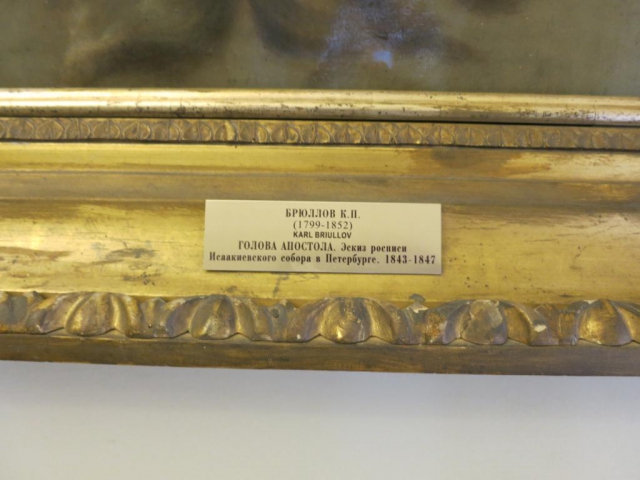 БРЮЛЛОВ К.П.
(1799-1852)
KARL BRIULLOV
ГОЛОВА АПОСТОЛА. Эскиз росписи
Исаакиевского собора в Петербурге. 1843-1847